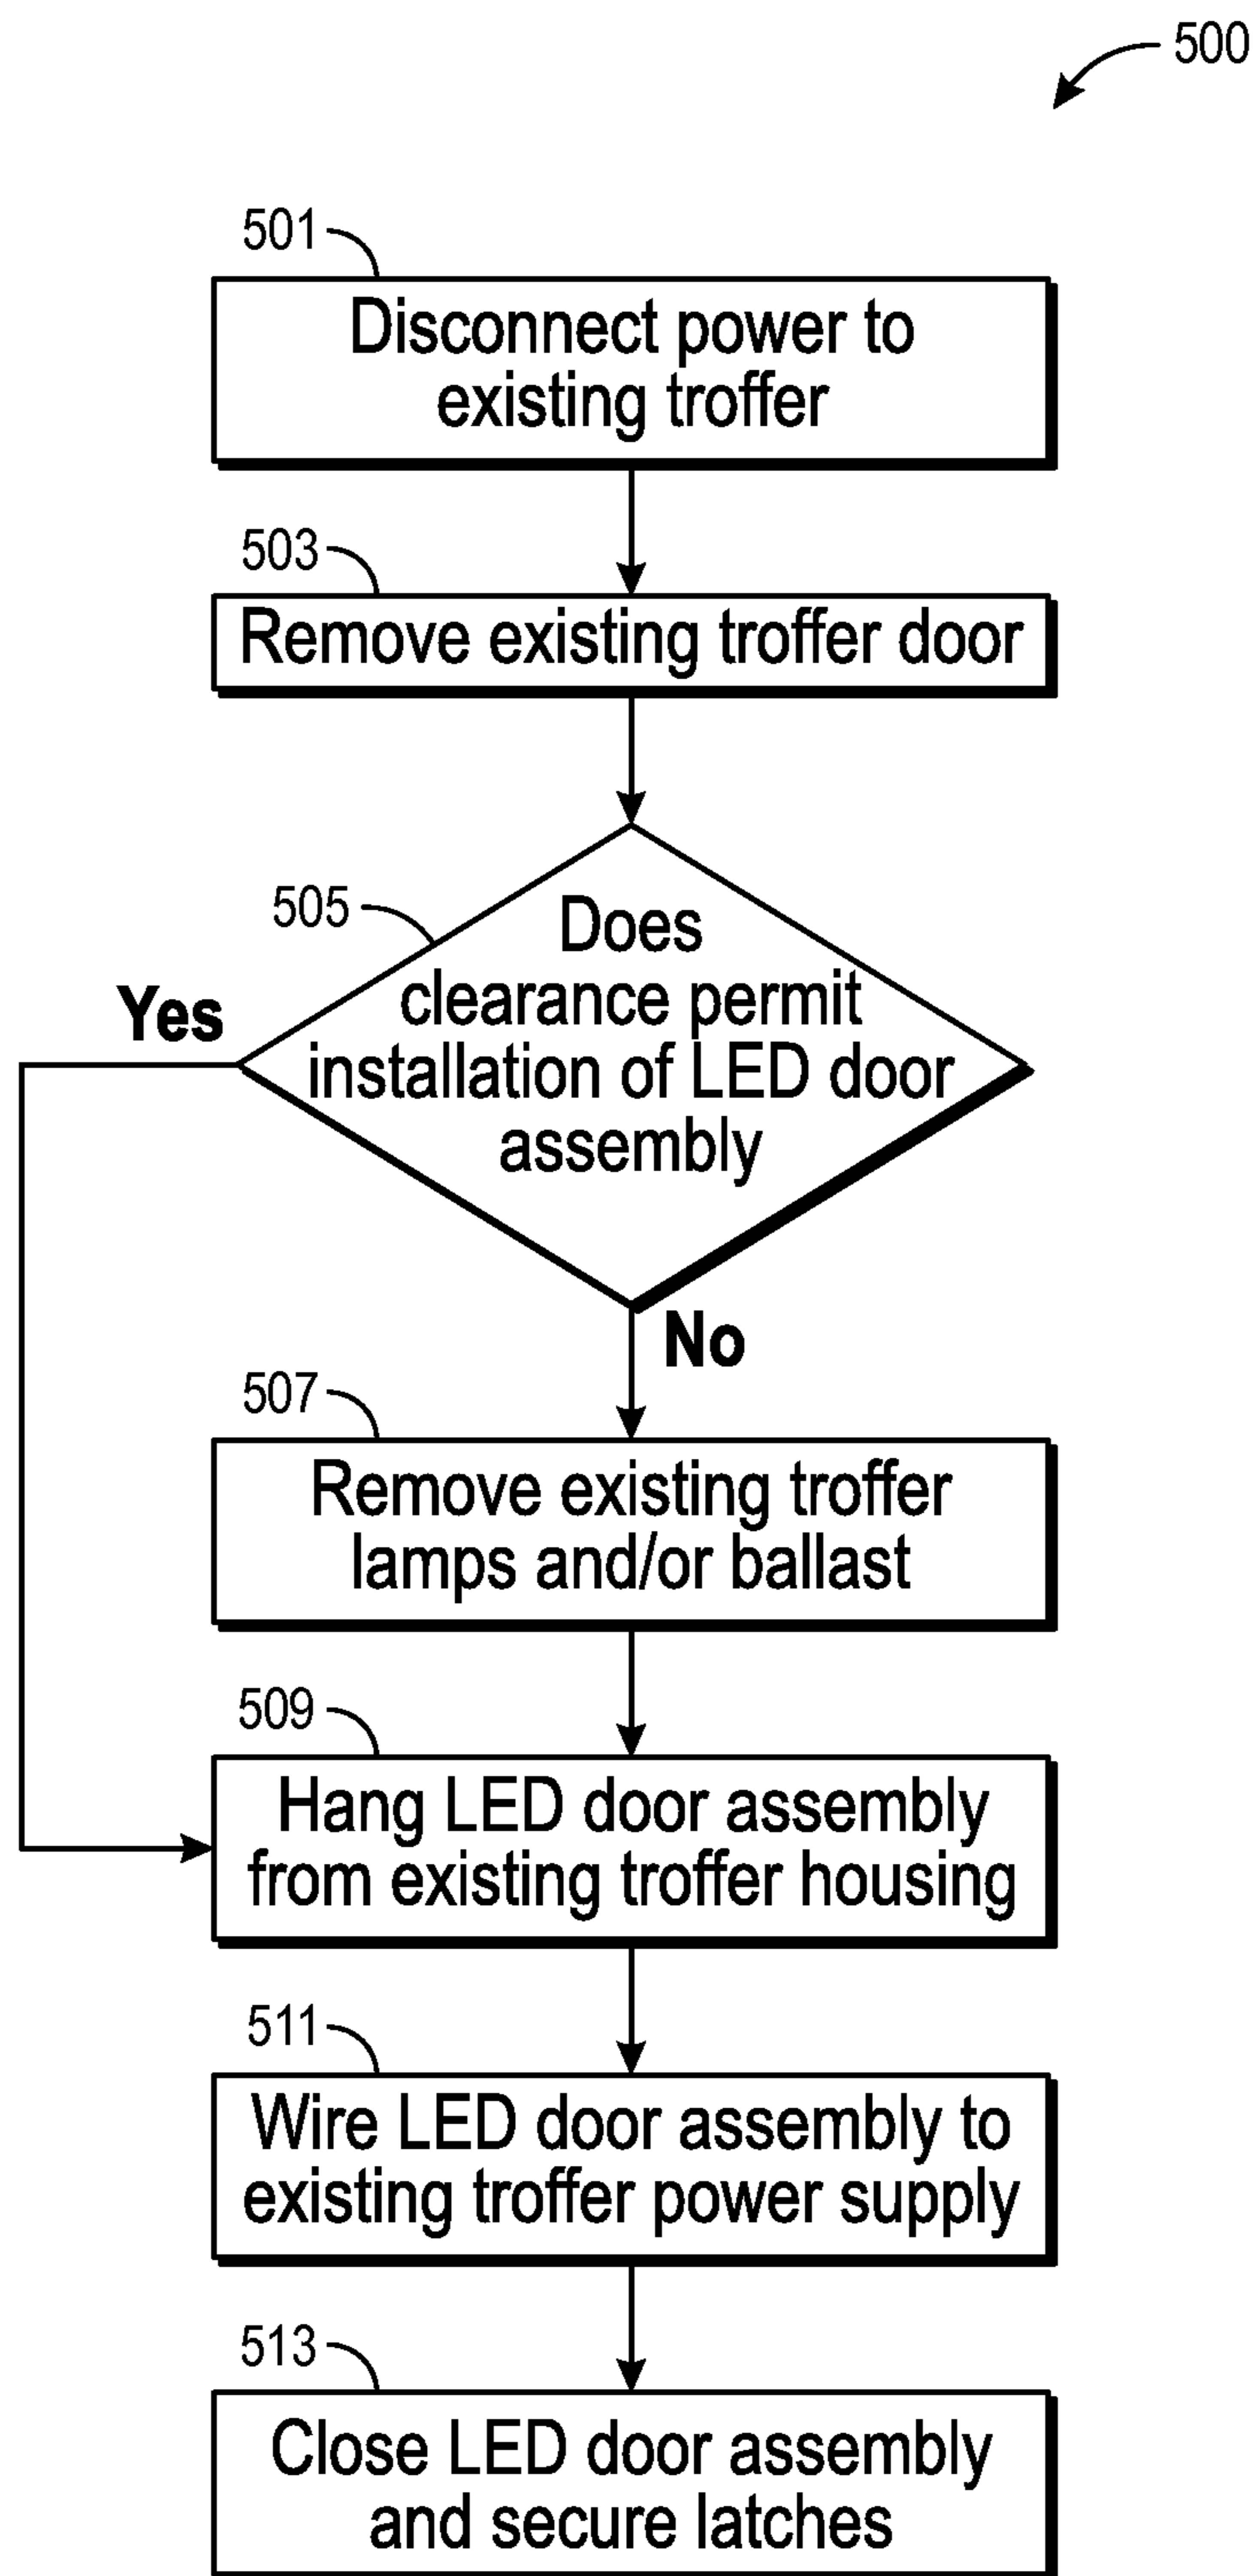 500
501
Disconnect power to
existing troffer
503
Remove existing troffer door
505
Does
clearance permit
installation of LED door
assembly
Yes
No
507
Remove existing troffer
lamps and/or ballast
509
Hang LED door assembly
from existing troffer housing
511
Wire LED door assembly to
existing troffer power supply
513
Close LED door assembly
and secure latches